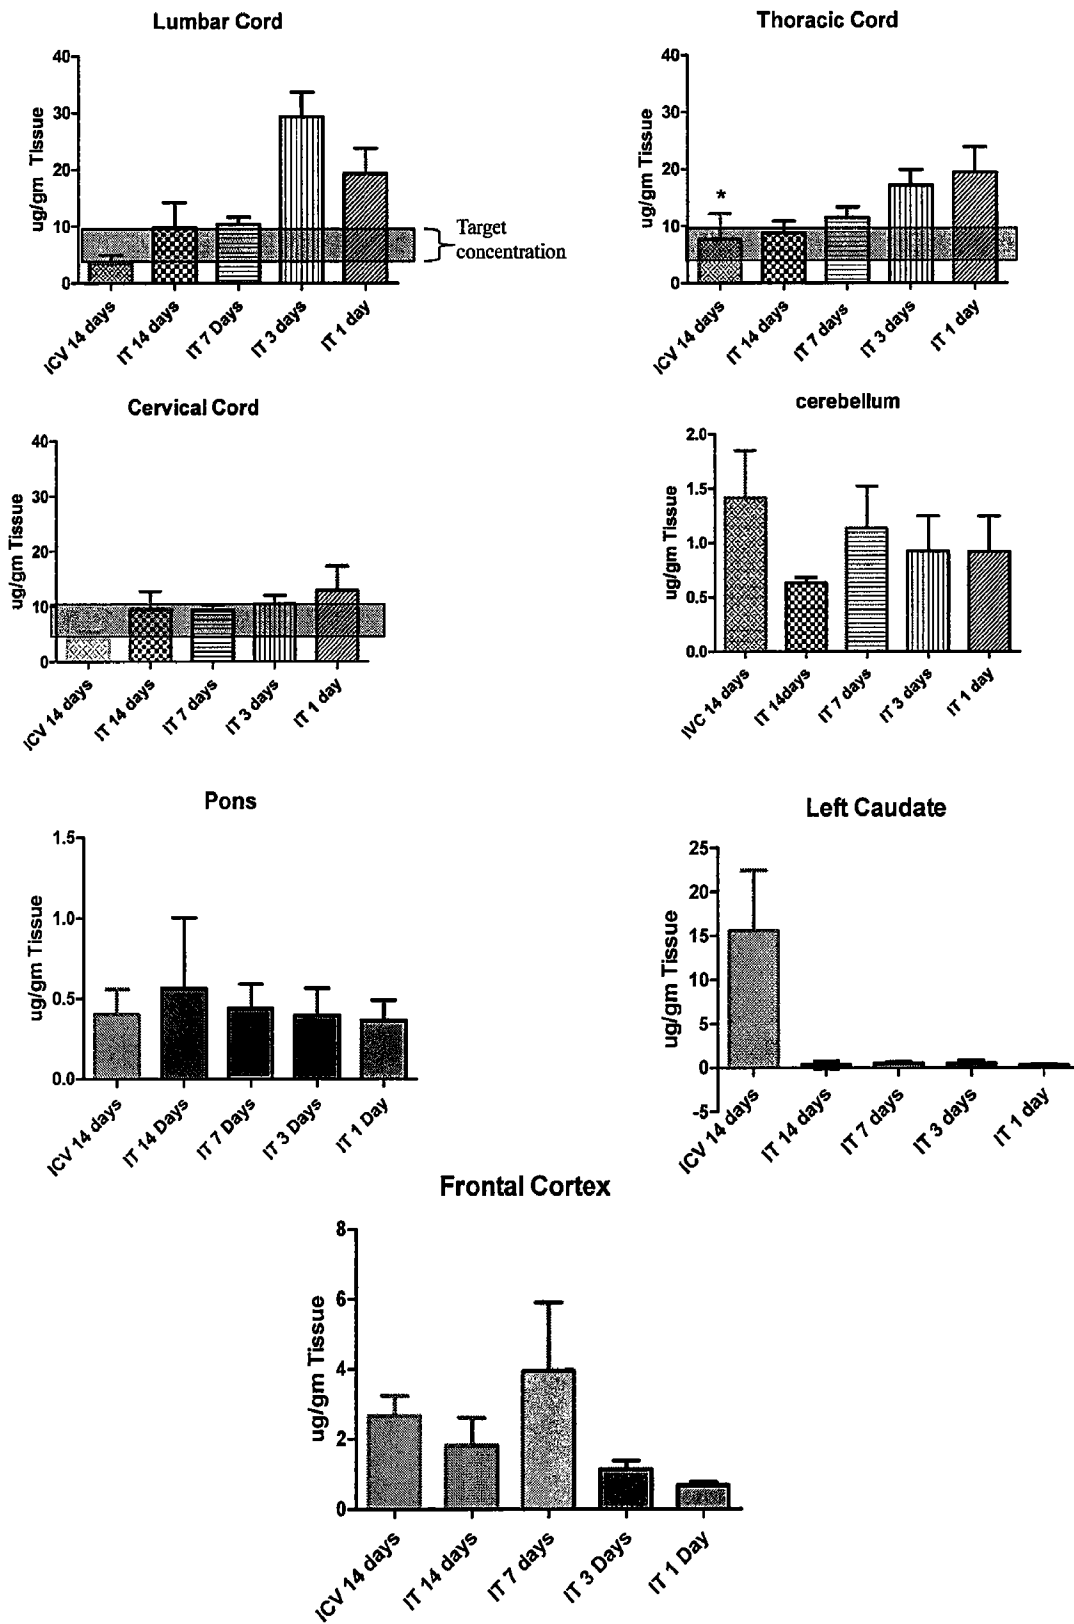 Lumbar Cord
ug/gm Tissue
40
30
20
10
0
Target
concentration
ICV 14 days
IT 14 days
IT 7 Days
IT 3 days
IT 1 day
Thoracic Cord
ug/gm Tissue
40
30
20
10
0
*
ICV 14 days
IT 14 days
IT 7 days
IT 3 days
IT 1 day
Cervical Cord
ug/gm Tissue
40
30
20
10
0
ICV 14 days
IT 14 days
IT 7 days
IT 3 days
IT 1 day
cerebellum
ug/gm Tissue
2.0
1.5
1.0
0.5
0.0
IVC 14 days
IT 14days
IT 7 days
IT 3 days
IT 1 day
Pons
ug/gm Tissue
1.5
1.0
0.5
0.0
ICV 14 days
IT 14 Days
IT 7 Days
IT 3 Days
IT 1 Day
Left Caudate
ug/gm Tissue
25
20
15
10
5
0
-5
ICV 14 days
IT 14 days
IT 7 days
IT 3 days
IT 1 day
Frontal Cortex
ug/gm Tissue
8
6
4
2
0
ICV 14 days
IT 14 days
IT 7 days
IT 3 Days
IT 1 Day